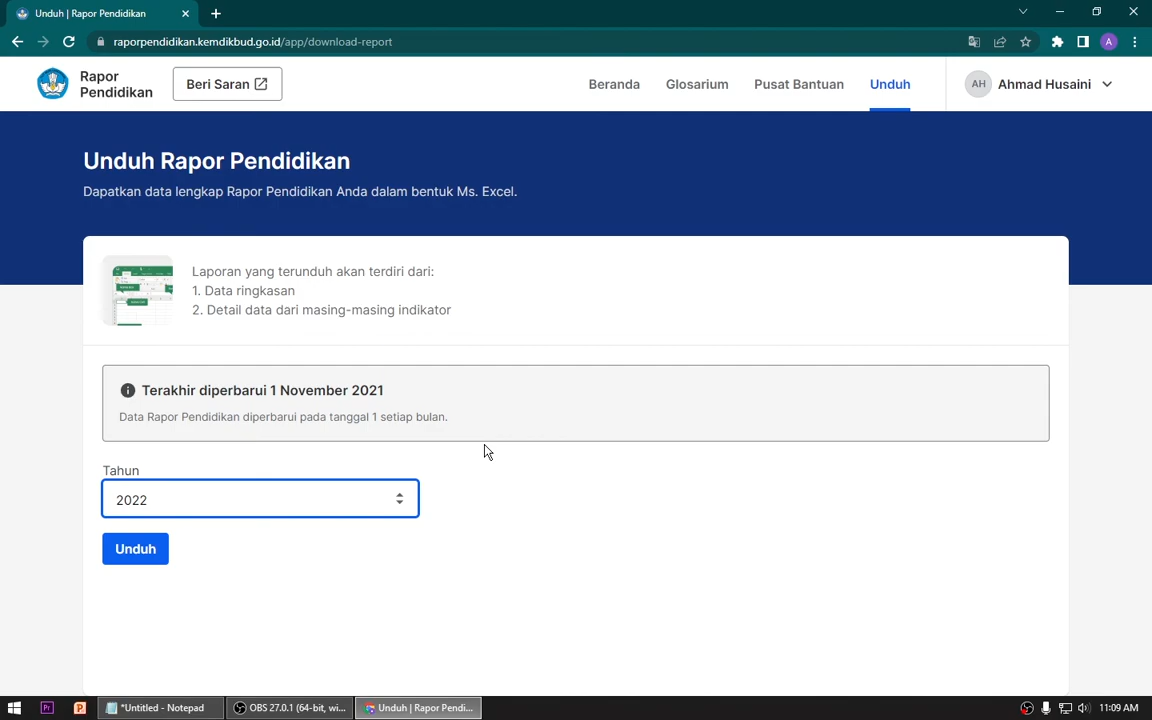 Unduh | Rapor Pendidikan
raporpendidikan.kemdikbud.go.id/app/download-report
A
Rapor
Pendidikan
Beri Saran
Beranda
Glosarium
Pusat Bantuan
Unduh
AH
Ahmad Husaini
Unduh Rapor Pendidikan
Dapatkan data lengkap Rapor Pendidikan Anda dalam bentuk Ms. Excel.
Laporan yang terunduh akan terdiri dari:
1. Data ringkasan
2. Detail data dari masing-masing indikator
Terakhir diperbarui 1 November 2021
Data Rapor Pendidikan diperbarui pada tanggal 1 setiap bulan.
Tahun
2022
Unduh
Pr
P
*Untitled - Notepad
OBS 27.0.1 (64-bit, wi...
Unduh | Rapor Pendi...
11:09 AM